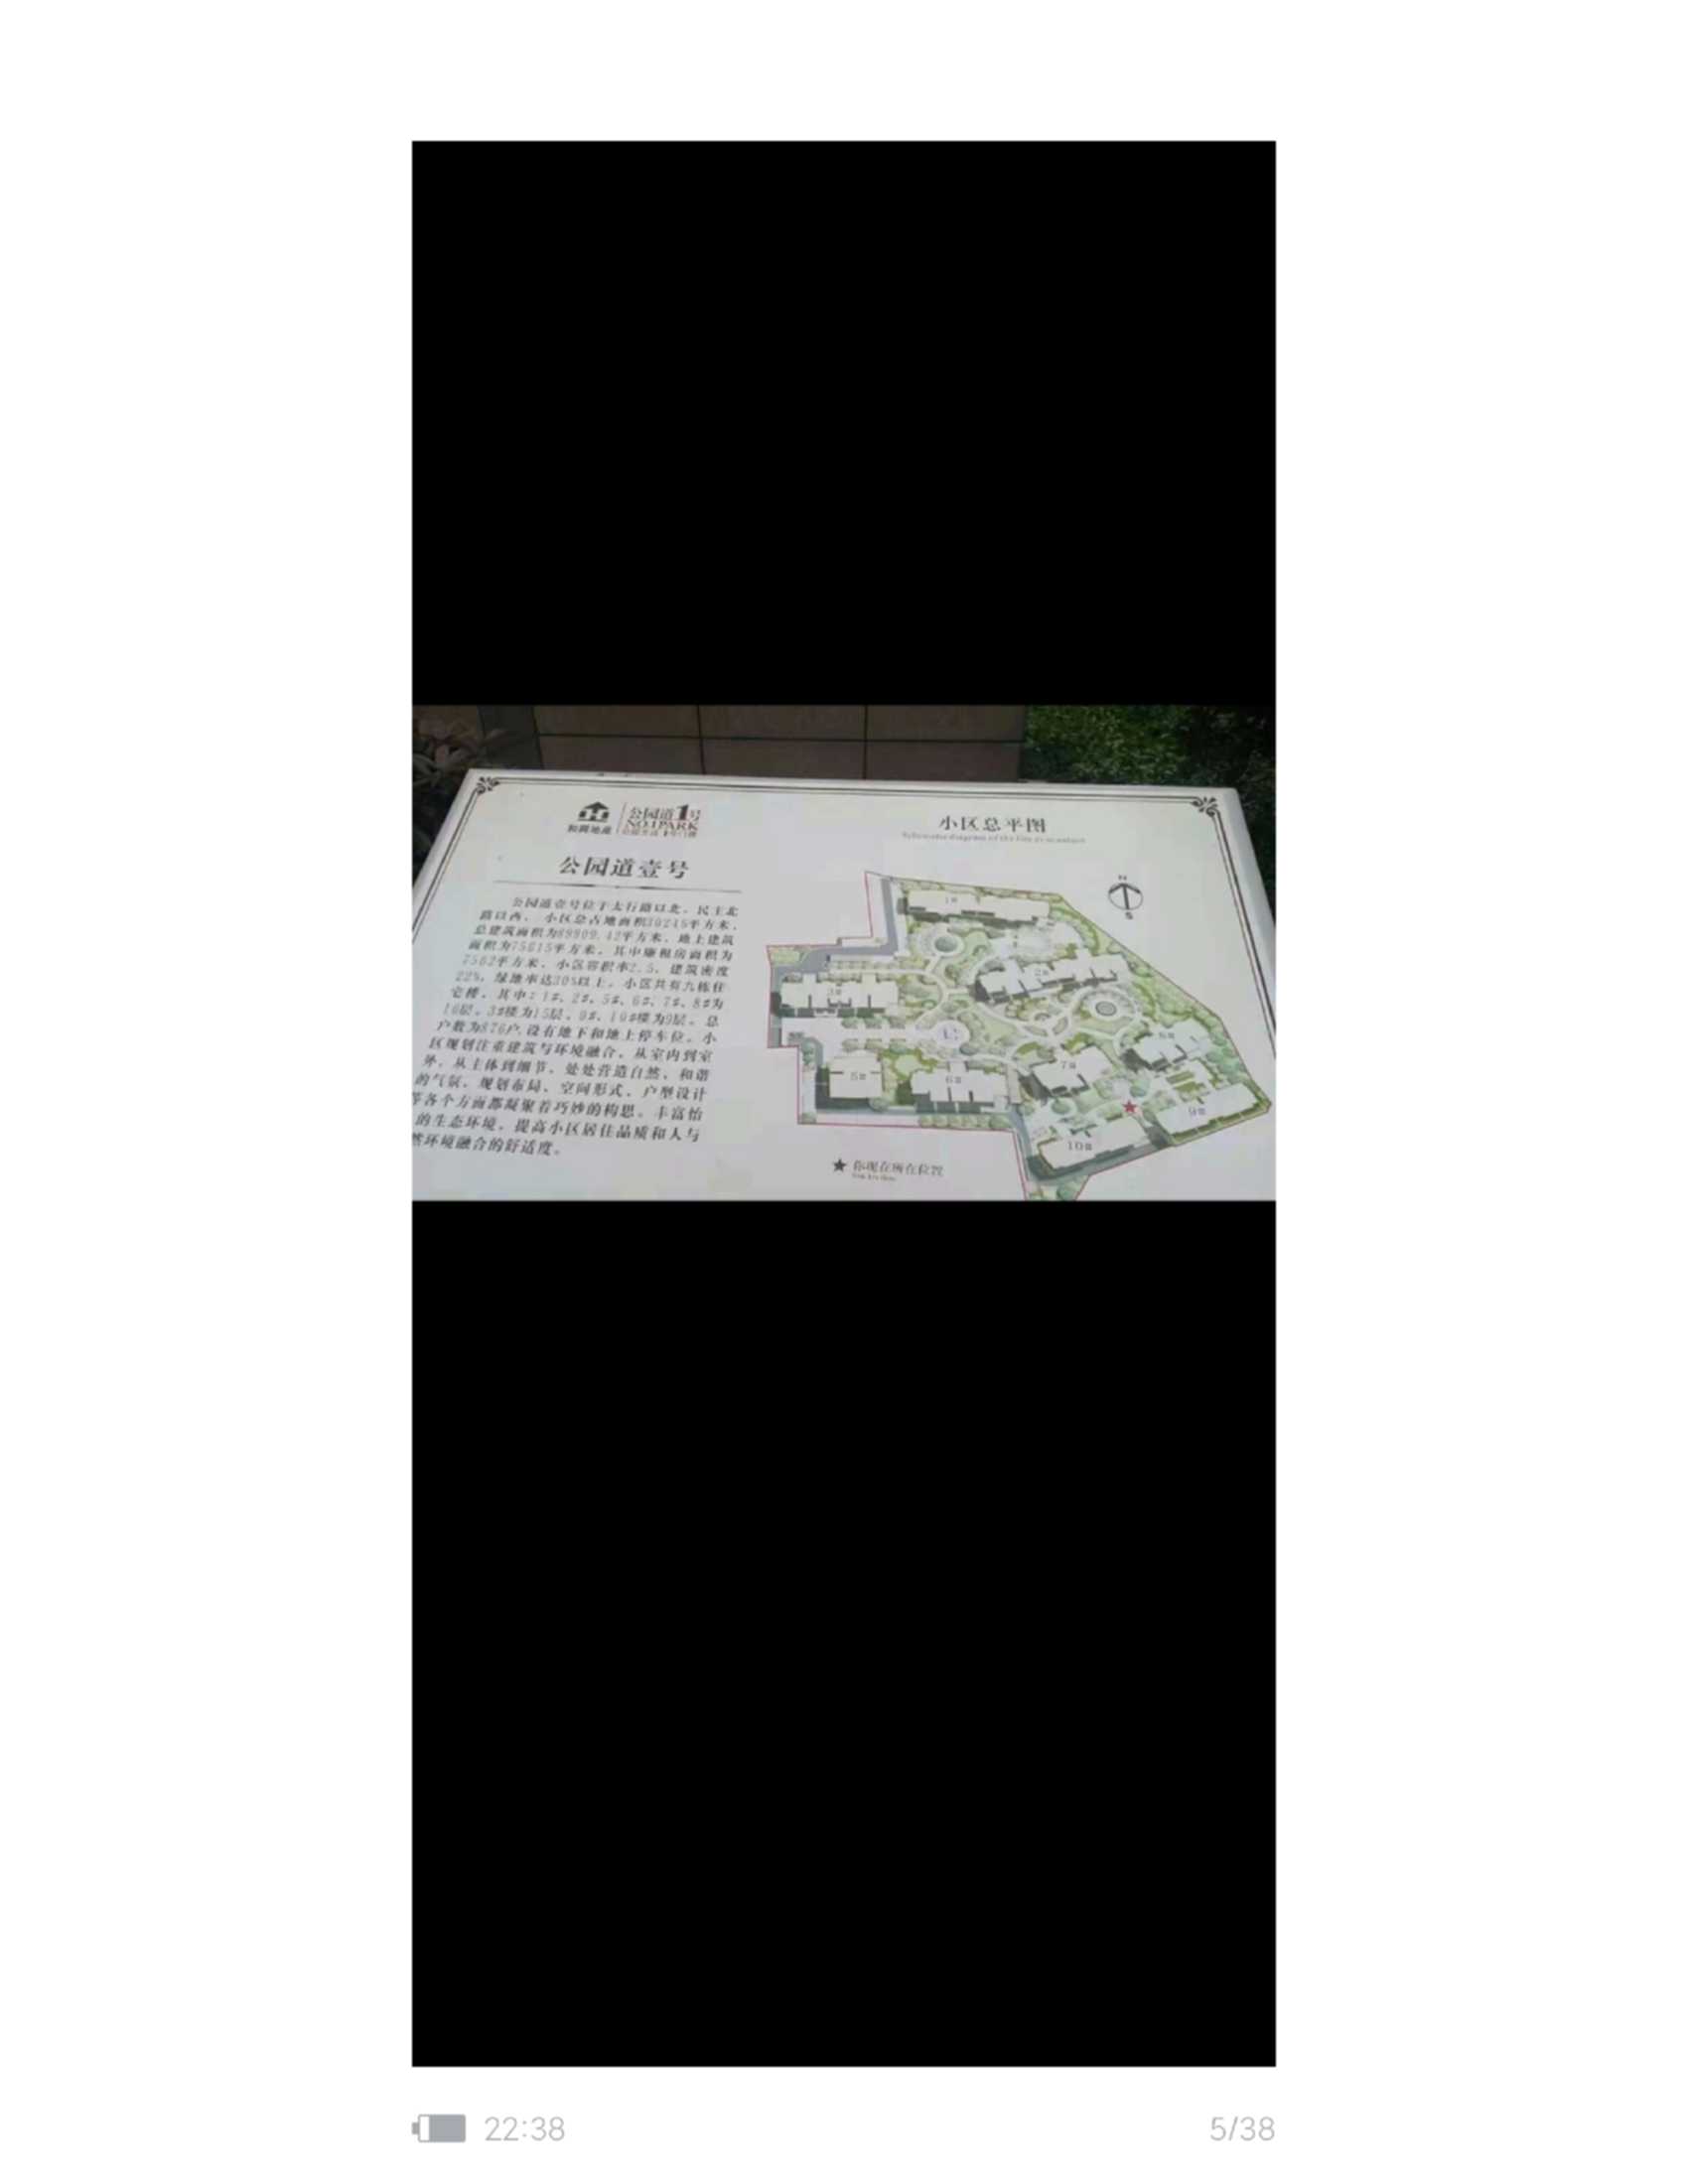 和润地产
公园道1号
NO.1PARK
小区总平图
公园道壹号
公园道壹号位于太行路以北，民主北
路以西，小区总占地面积30245平方米，
总建筑面积为89809.42平方米，地上建筑
面积为75615平方米，其中廉租房面积为
7562平方米，小区容积率2.5，建筑密度
22%，绿地率达30%以上。小区共有九栋住
宅楼，其中：1#、2#、5#、6#、7#、8#为
18层，3#楼为15层，9#、10#楼为9层。总
户数为876户.设有地下和地上停车位。小
区规划注重建筑与环境融合，从室内到室
外，从主体到细节，处处营造自然、和谐
的气氛，规划布局、空间形式、户型设计
等各个方面都凝聚着巧妙的构思。丰富怡
的生态环境，提高小区居住品质和人与
然环境融合的舒适度。
N
S
1#
2#
3#
5#
6#
7#
9#
10#
★ 你现在所在位置
22:38
5/38